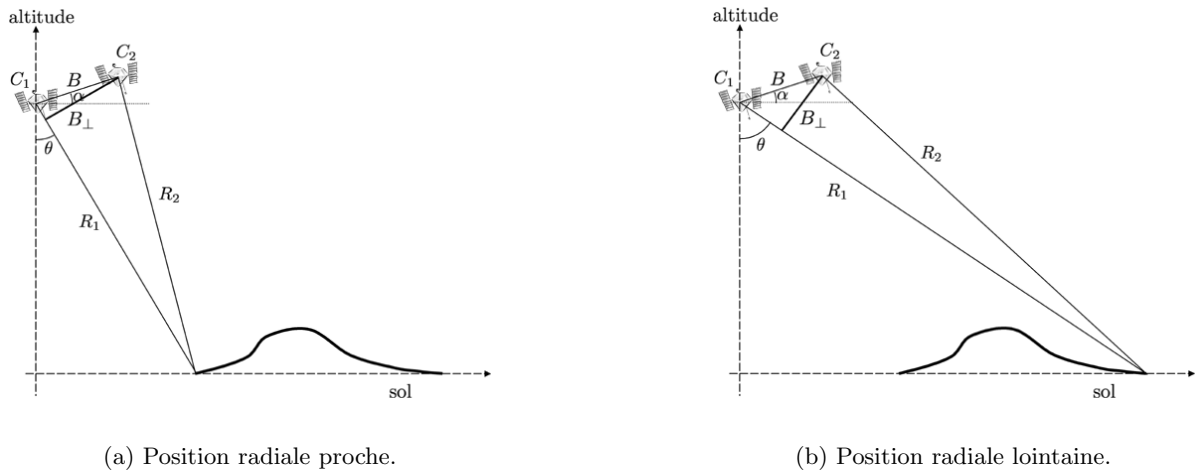 altitude
C₂
C₁
B
α
B⊥
θ
R₂
R₁
sol
(a) Position radiale proche.
altitude
C₂
C₁
B
α
B⊥
θ
R₂
R₁
sol
(b) Position radiale lointaine.